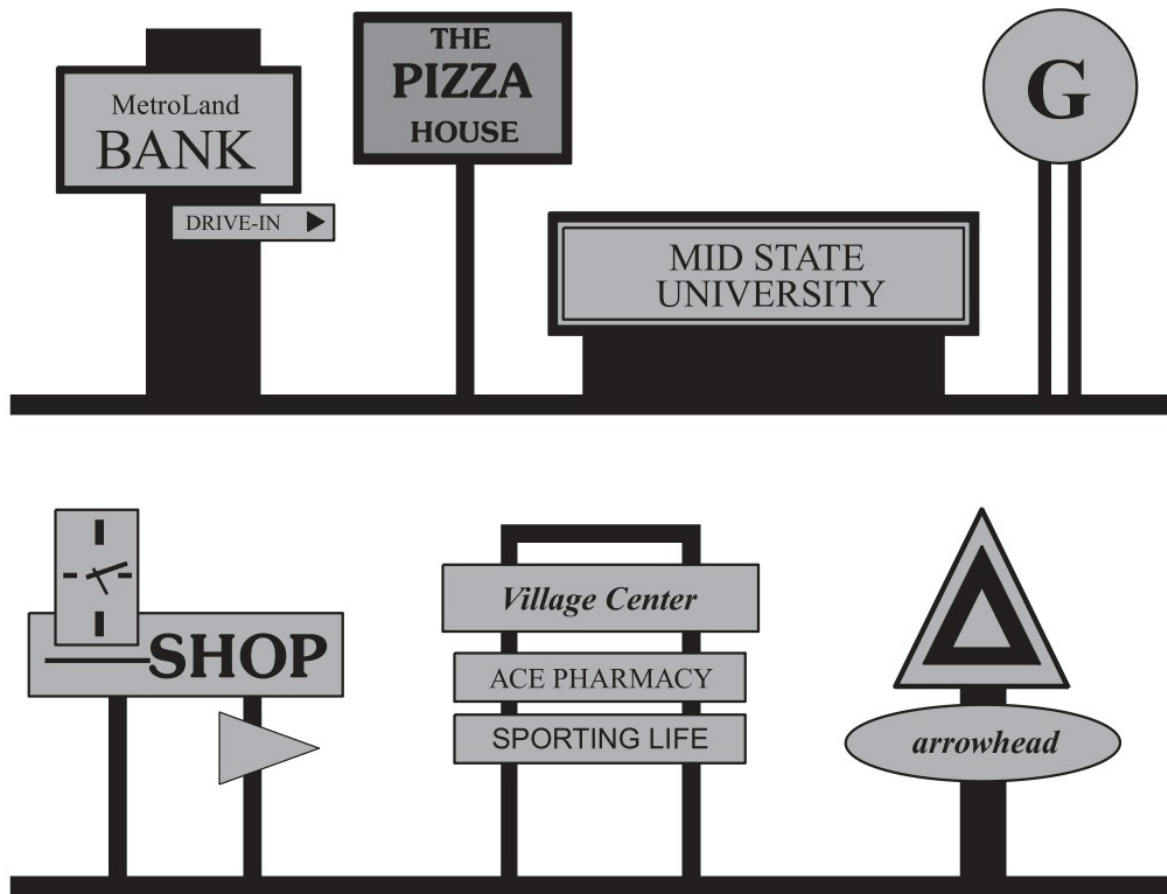 MetroLand
BANK
DRIVE-IN
THE
PIZZA
HOUSE
MID STATE
UNIVERSITY
G
SHOP
Village Center
ACE PHARMACY
SPORTING LIFE
arrowhead